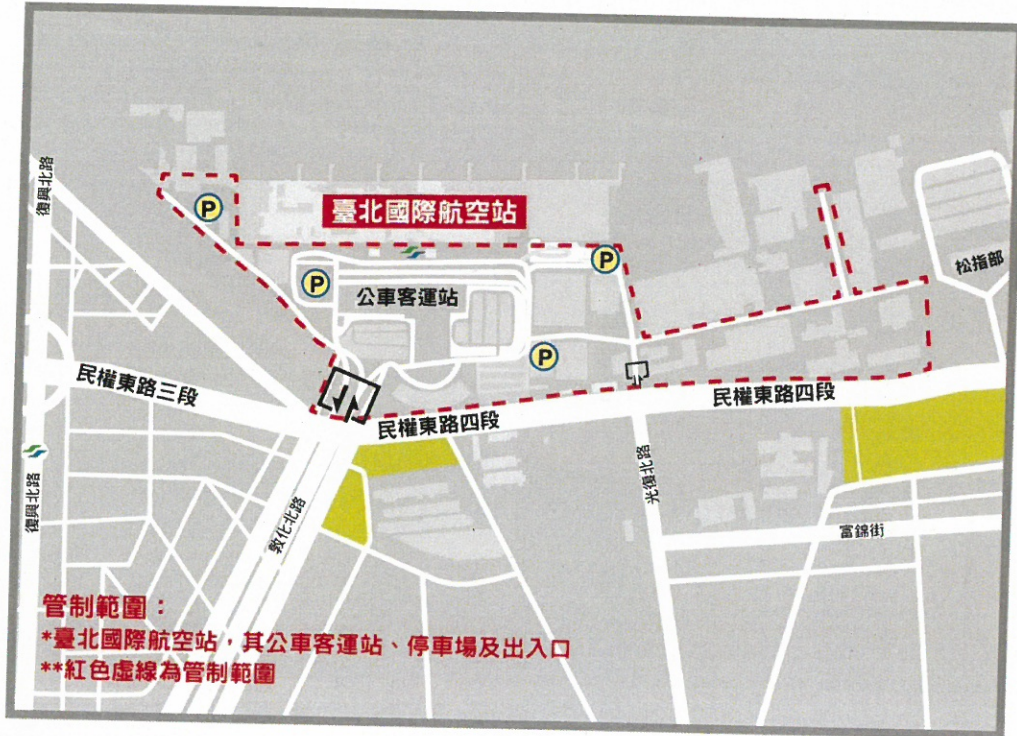 復興北路
臺北國際航空站
P
P
P
公車客運站
松指部
P
民權東路三段
民權東路四段
民權東路四段
復興北路
敦化北路
光復北路
富錦街
管制範圍：
*臺北國際航空站，其公車客運站、停車場及出入口
**紅色虛線為管制範圍